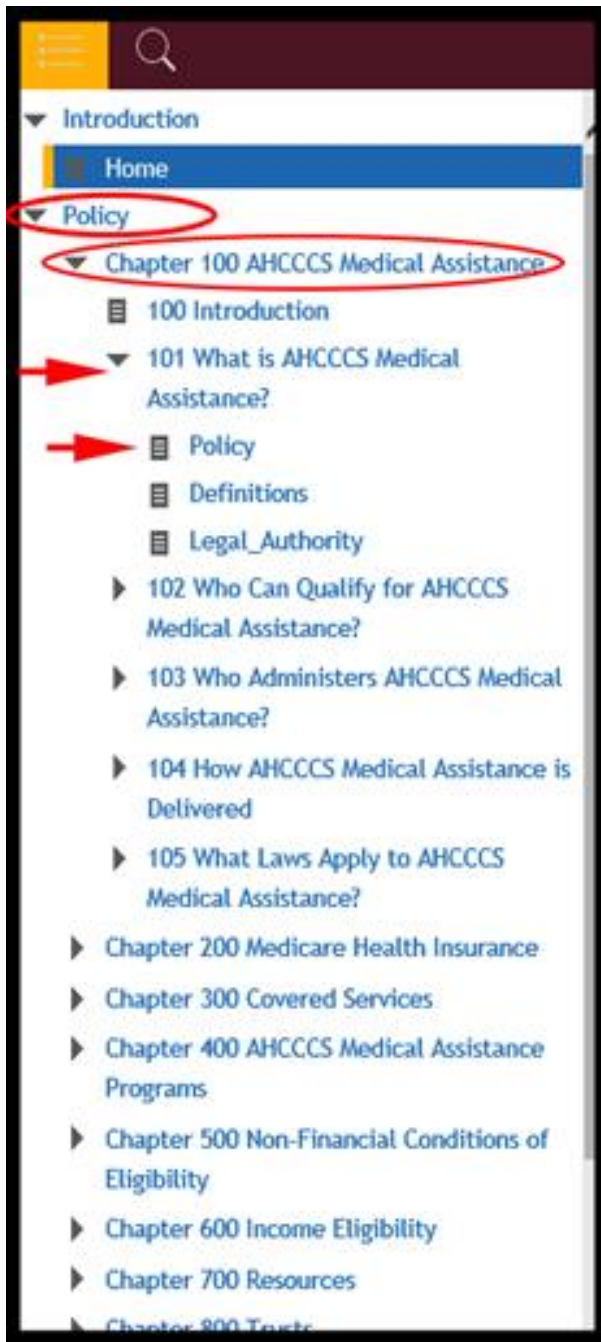 Introduction
Home
Policy
Chapter 100 AHCCCS Medical Assistance
100 Introduction
101 What is AHCCCS Medical
Assistance?
Policy
Definitions
Legal_Authority
102 Who Can Qualify for AHCCCS
Medical Assistance?
103 Who Administers AHCCCS Medical
Assistance?
104 How AHCCCS Medical Assistance is
Delivered
105 What Laws Apply to AHCCCS
Medical Assistance?
Chapter 200 Medicare Health Insurance
Chapter 300 Covered Services
Chapter 400 AHCCCS Medical Assistance
Programs
Chapter 500 Non-Financial Conditions of
Eligibility
Chapter 600 Income Eligibility
Chapter 700 Resources
Chapter 800 Trusts